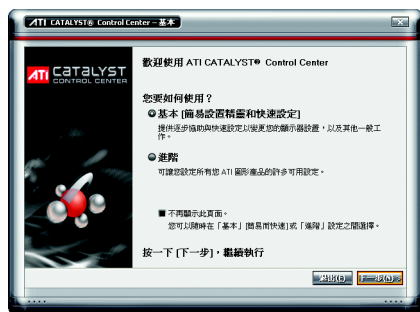 ATI CATALYST® Control Center – 基本
ATI CATALYST
CONTROL CENTER
歡迎使用 ATI CATALYST® Control Center
您要如何使用？
基本 [簡易設置精靈和快速設定]
提供逐步協助與快速設定以變更您的顯示器設置，以及其他一般工
作。
進階
可讓您設定所有您 ATI 圖形產品的許多可用設定。
不再顯示此頁面。
您可以隨時在「基本」[簡易而快速]或「進階」設定之間選擇。
按一下 [下一步]，繼續執行
退出(E)
下一步(N) >